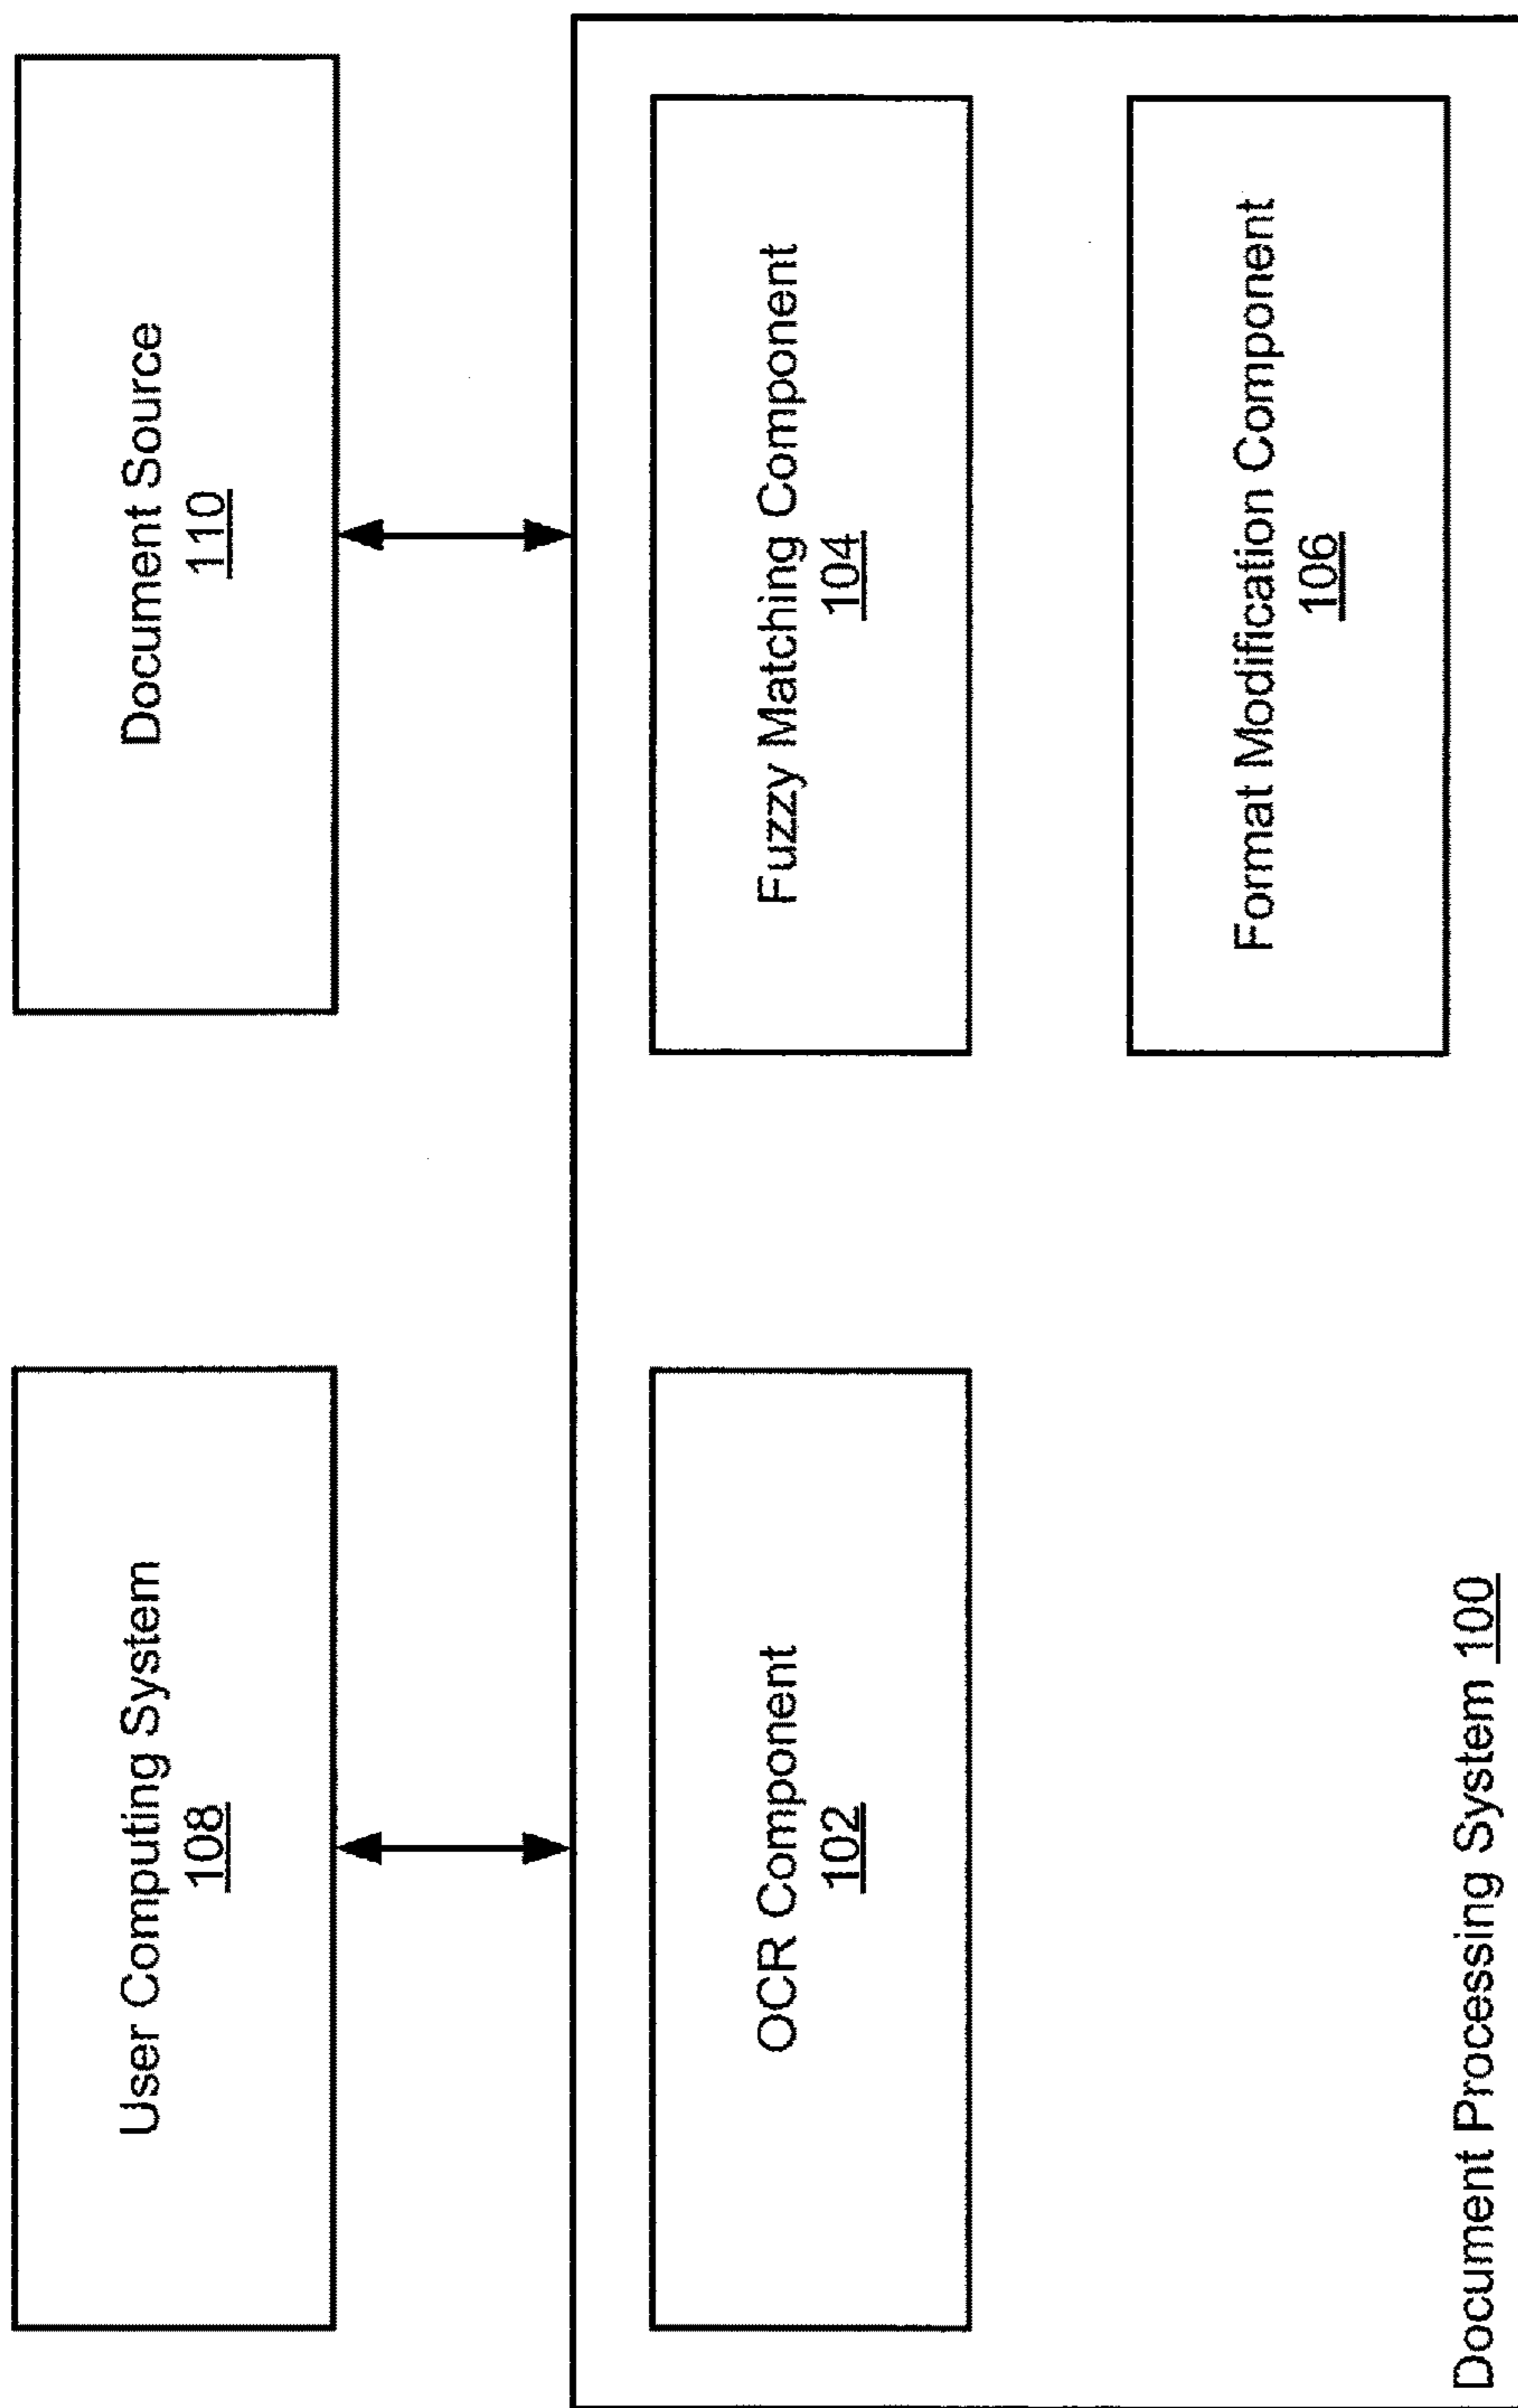 User Computing System
108
Document Source
110
OCR Component
102
Fuzzy Matching Component
104
Format Modification Component
106
Document Processing System 100